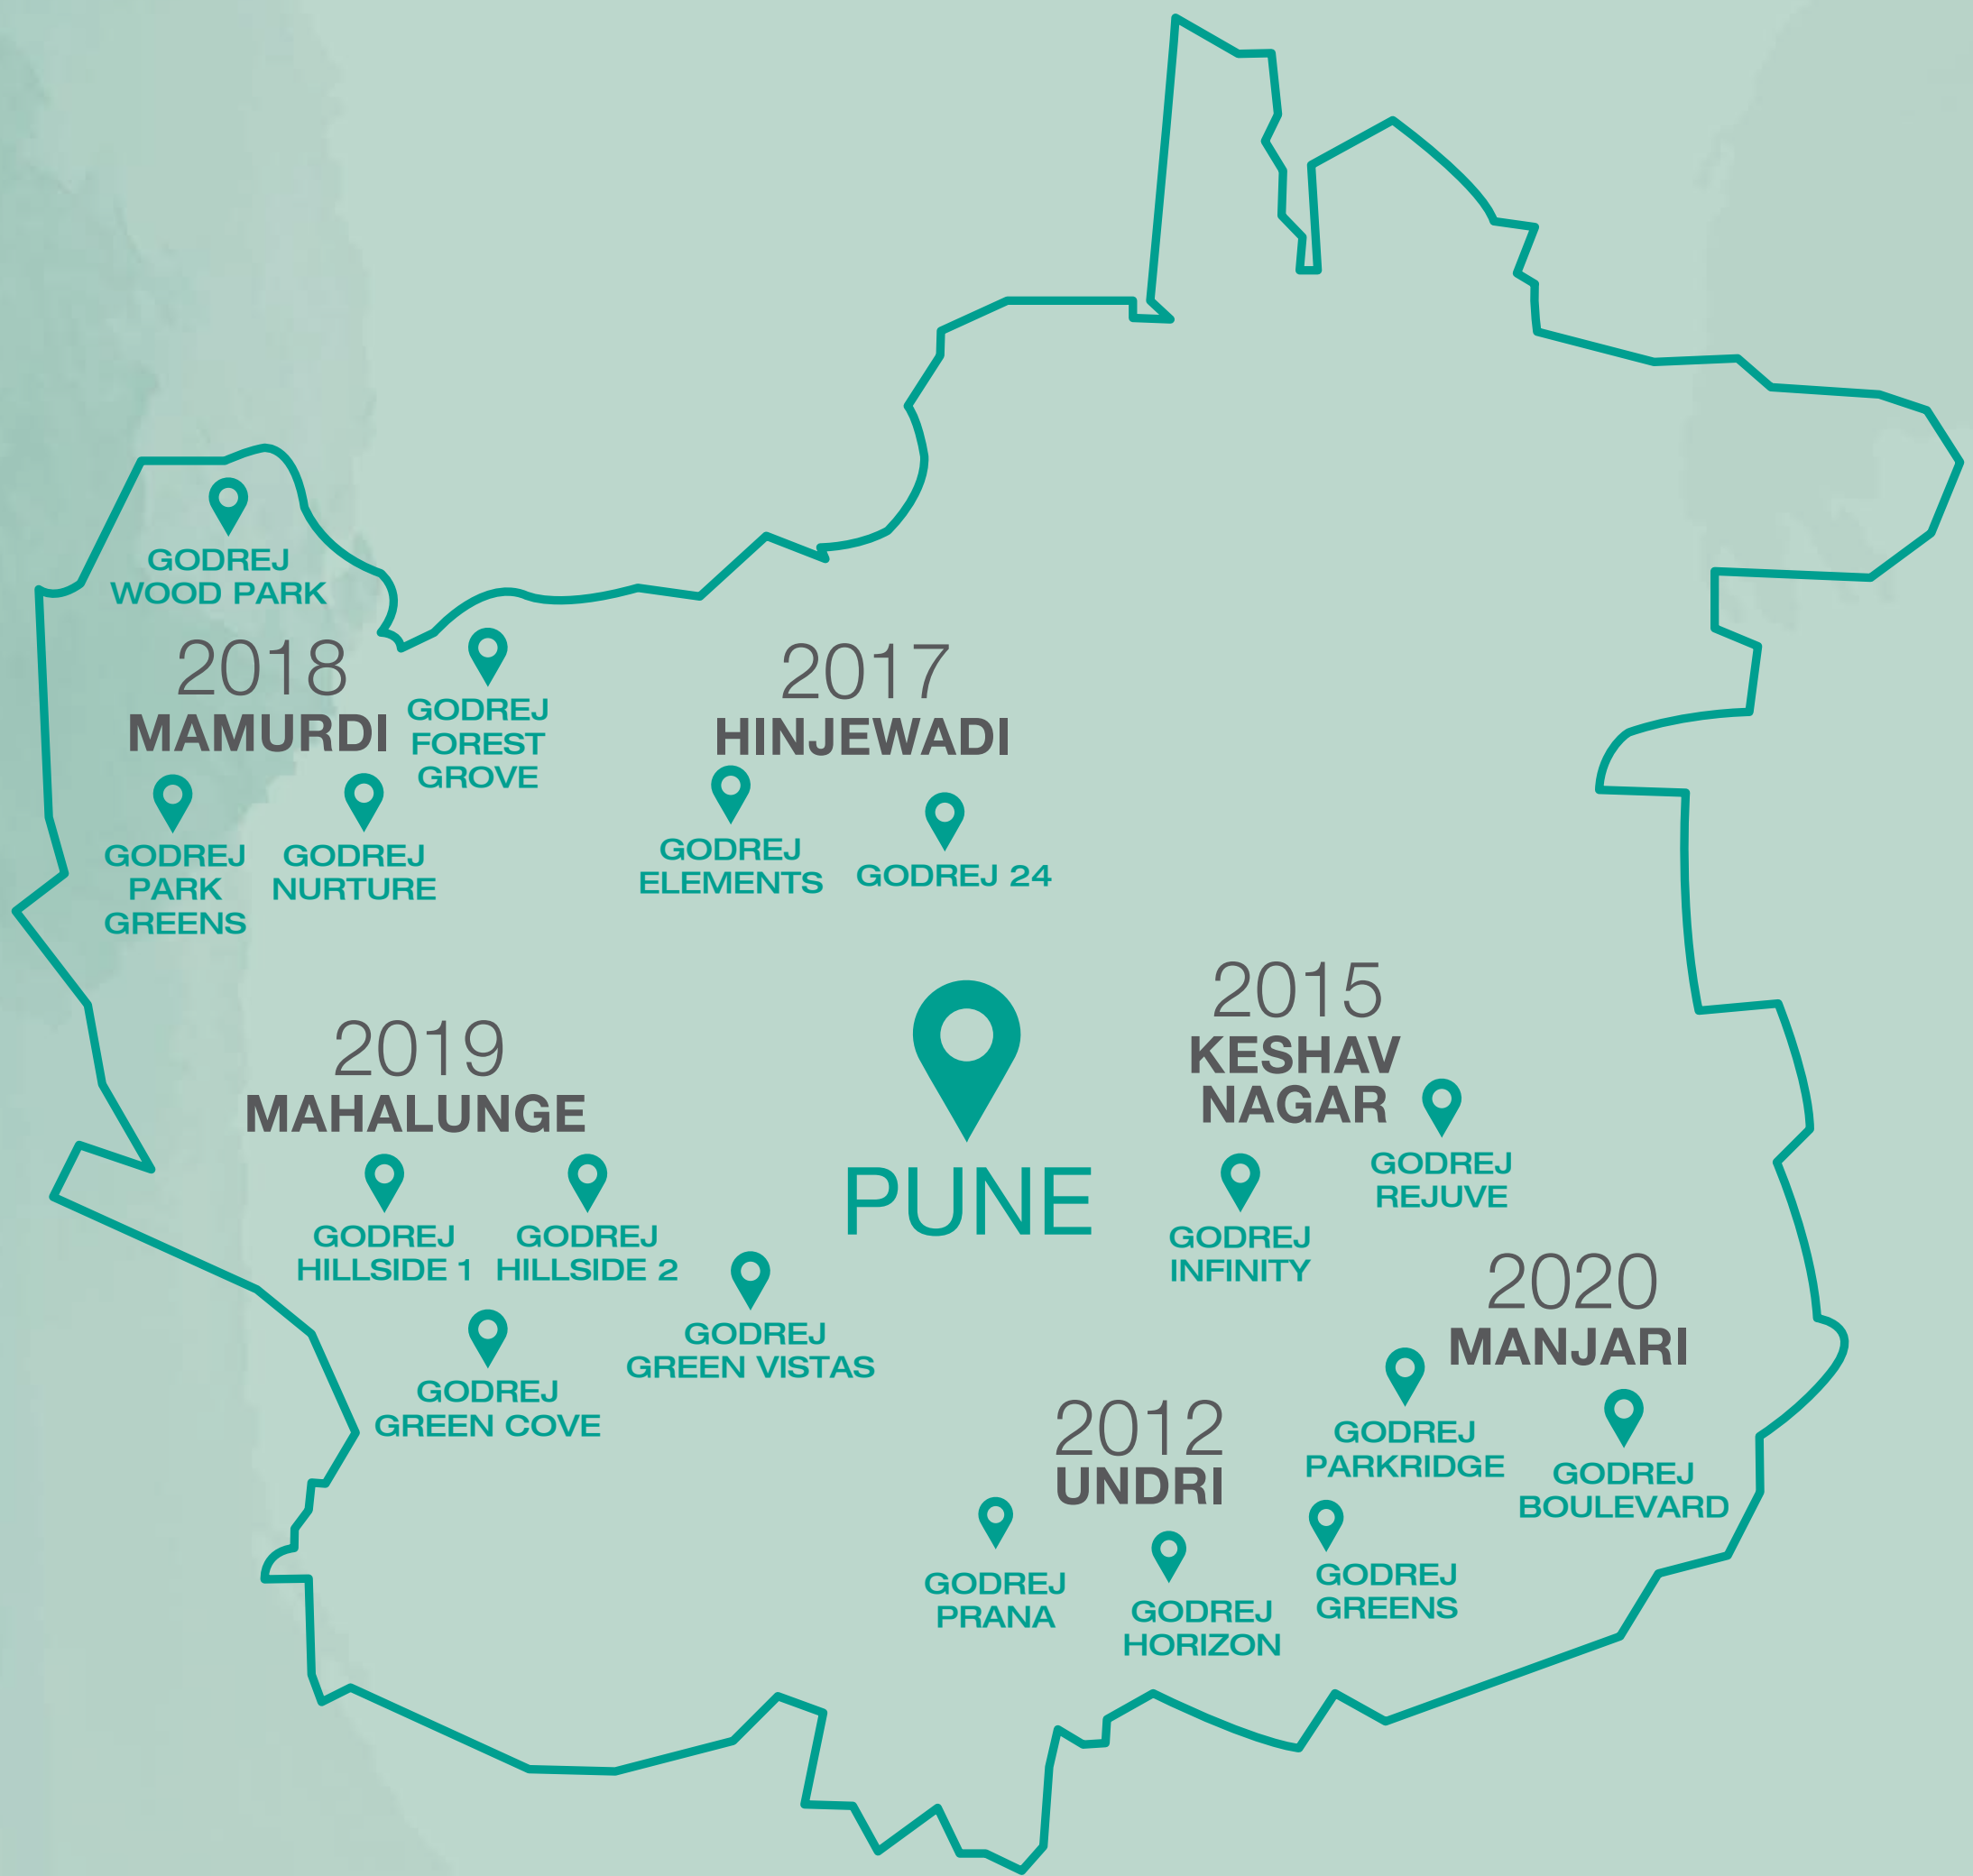 GODREJ
WOOD PARK
2018
MAMURDI
GODREJ
FOREST
GROVE
GODREJ
PARK
GREENS
GODREJ
NURTURE
2017
HINJEWADI
GODREJ
ELEMENTS
GODREJ 24
2019
MAHALUNGE
GODREJ
HILLSIDE 1
GODREJ
HILLSIDE 2
GODREJ
GREEN COVE
GODREJ
GREEN VISTAS
PUNE
2015
KESHAV
NAGAR
GODREJ
REJUVE
GODREJ
INFINITY
2020
MANJARI
GODREJ
PARKRIDGE
GODREJ
BOULEVARD
2012
UNDRI
GODREJ
PRANA
GODREJ
HORIZON
GODREJ
GREENS